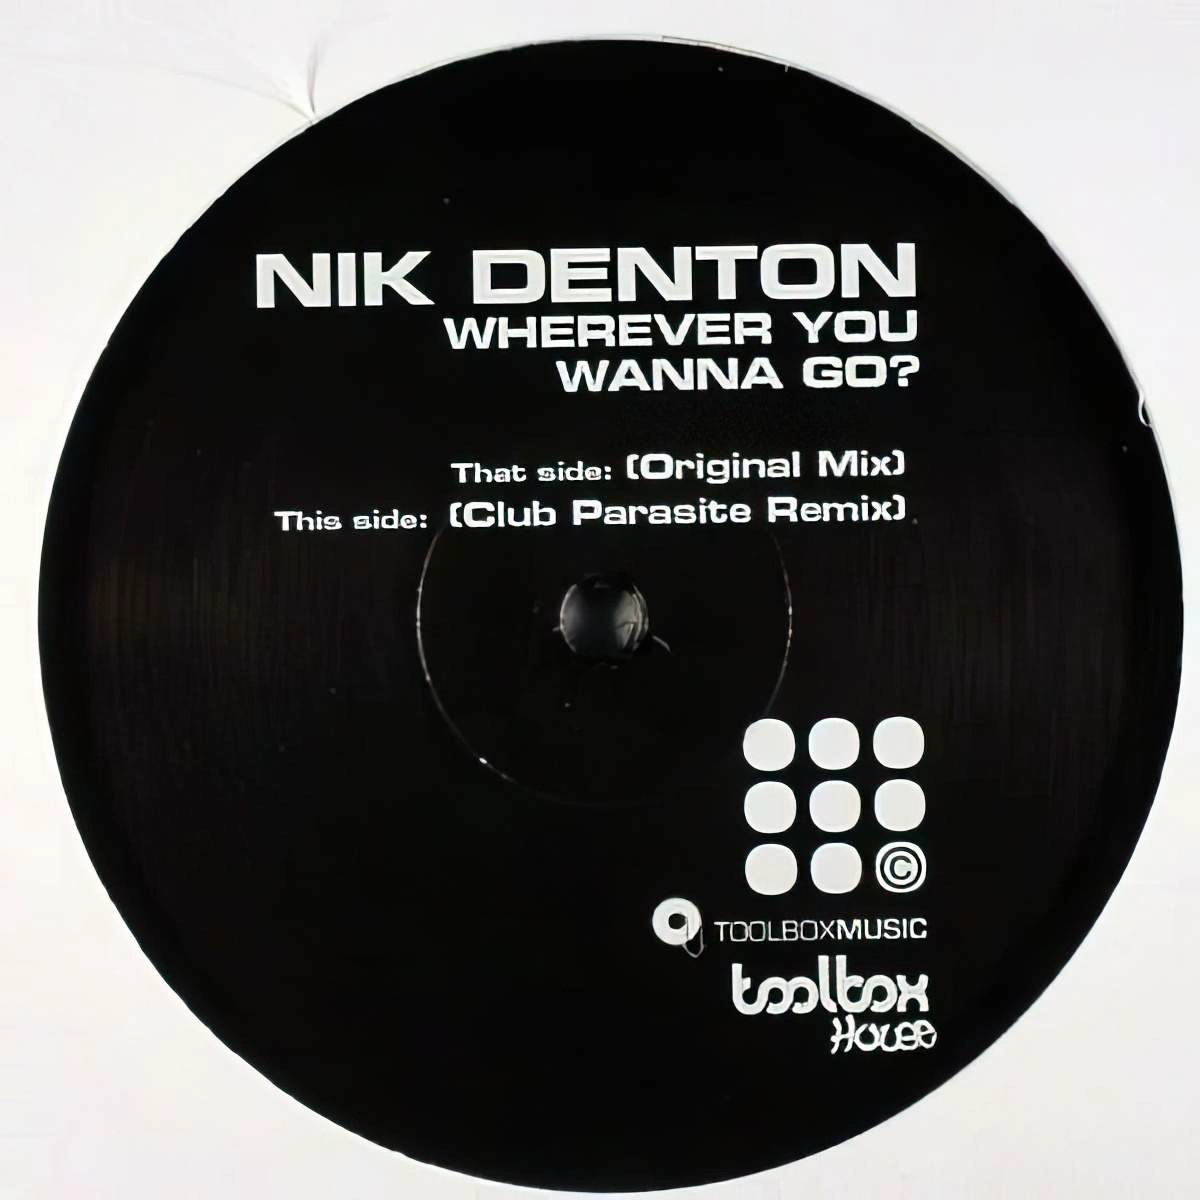 NIK DENTON
WHEREVER YOU
WANNA GO?
That side: (Original Mix)
This side: (Club Parasite Remix)
©
TOOLBOXMUSIC
toolbox
House